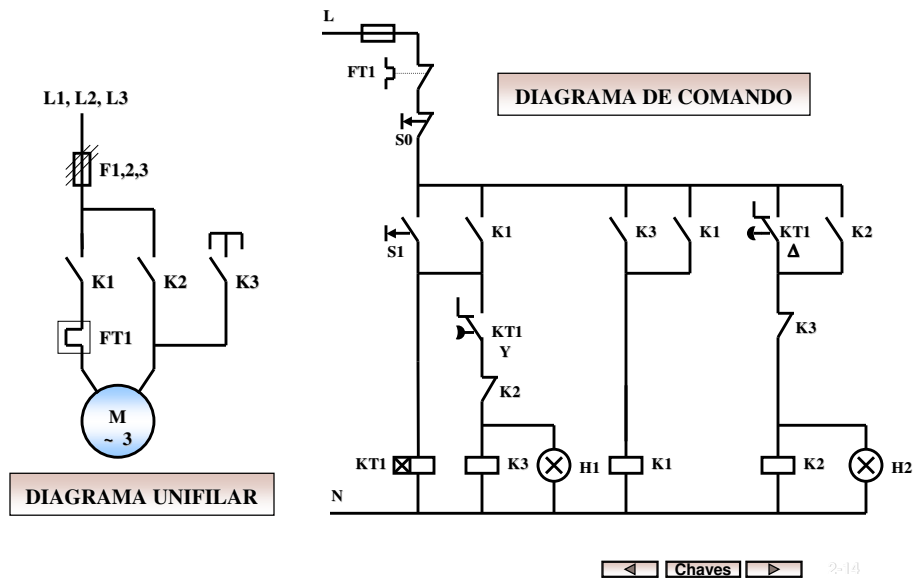 L1, L2, L3
F1,2,3
K1
K2
K3
FT1
M
~ 3
DIAGRAMA UNIFILAR
L
FT1
DIAGRAMA DE COMANDO
S0
S1
K1
K3
K1
KT1
Δ
K2
KT1
Y
K3
K2
KT1
K3
H1
K1
K2
H2
N
Chaves
2-14